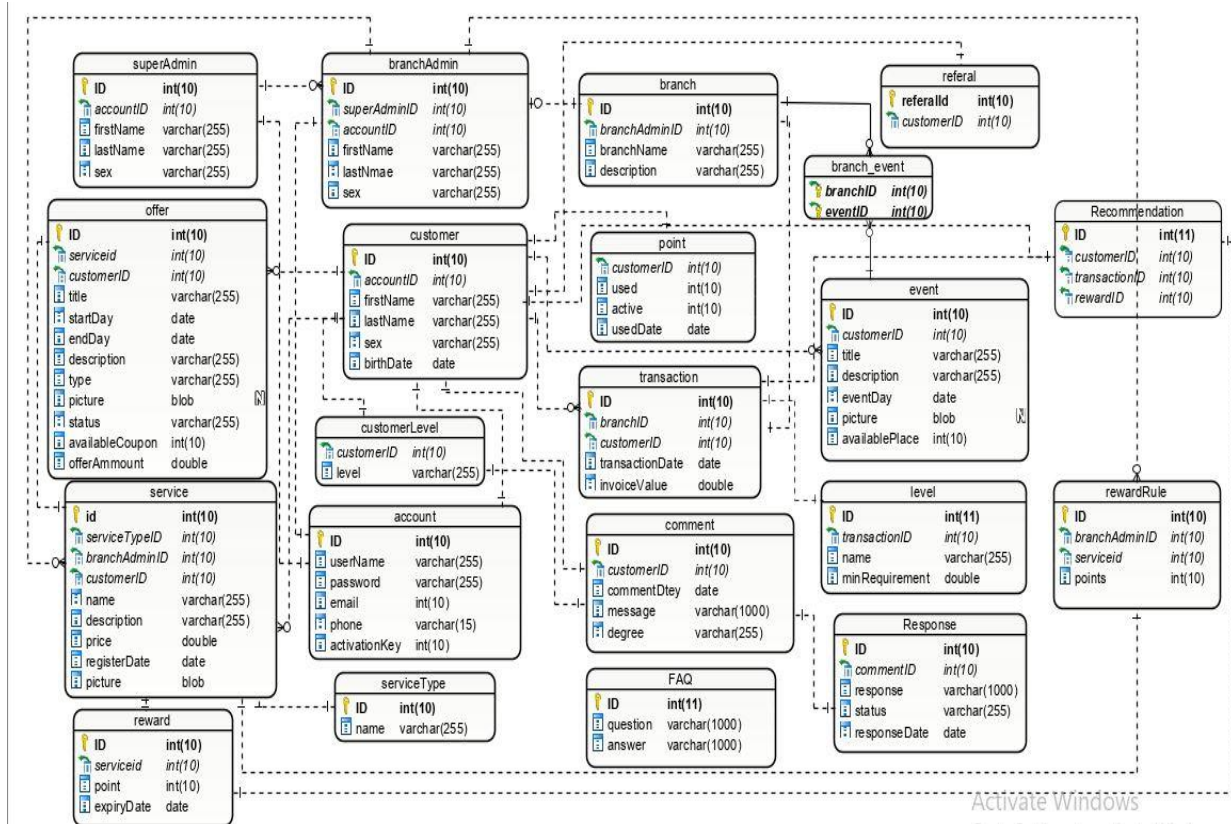 superAdmin
ID int(10)
accountID int(10)
firstName varchar(255)
lastName varchar(255)
sex varchar(255)
branchAdmin
ID int(10)
superAdminID int(10)
accountID int(10)
firstName varchar(255)
lastNmae varchar(255)
sex varchar(255)
branch
ID int(10)
branchAdminID int(10)
branchName varchar(255)
description varchar(255)
referal
referalId int(10)
customerID int(10)
branch_event
branchID int(10)
eventID int(10)
offer
ID int(10)
serviceid int(10)
customerID int(10)
title varchar(255)
startDay date
endDay date
description varchar(255)
type varchar(255)
picture blob N
status varchar(255)
availableCoupon int(10)
offerAmmount double
customer
ID int(10)
accountID int(10)
firstName varchar(255)
lastName varchar(255)
sex varchar(255)
birthDate date
point
customerID int(10)
used int(10)
active int(10)
usedDate date
Recommendation
ID int(11)
customerID int(10)
transactionID int(10)
rewardID int(10)
event
ID int(10)
customerID int(10)
title varchar(255)
description varchar(255)
eventDay date
picture blob N
availablePlace int(10)
transaction
ID int(10)
branchID int(10)
customerID int(10)
transactionDate date
invoiceValue double
customerLevel
customerID int(10)
level varchar(255)
service
id int(10)
serviceTypeID int(10)
branchAdminID int(10)
customerID int(10)
name varchar(255)
description varchar(255)
price double
registerDate date
picture blob
account
ID int(10)
userName varchar(255)
password varchar(255)
email int(10)
phone varchar(15)
activationKey int(10)
comment
ID int(10)
customerID int(10)
commentDtey date
message varchar(1000)
degree varchar(255)
level
ID int(11)
transactionID int(10)
name varchar(255)
minRequirement double
rewardRule
ID int(10)
branchAdminID int(10)
serviceid int(10)
points int(10)
Response
ID int(10)
commentID int(10)
response varchar(1000)
status varchar(255)
responseDate date
serviceType
ID int(10)
name varchar(255)
FAQ
ID int(11)
question varchar(1000)
answer varchar(1000)
reward
ID int(10)
serviceid int(10)
point int(10)
expiryDate date
Activate Windows